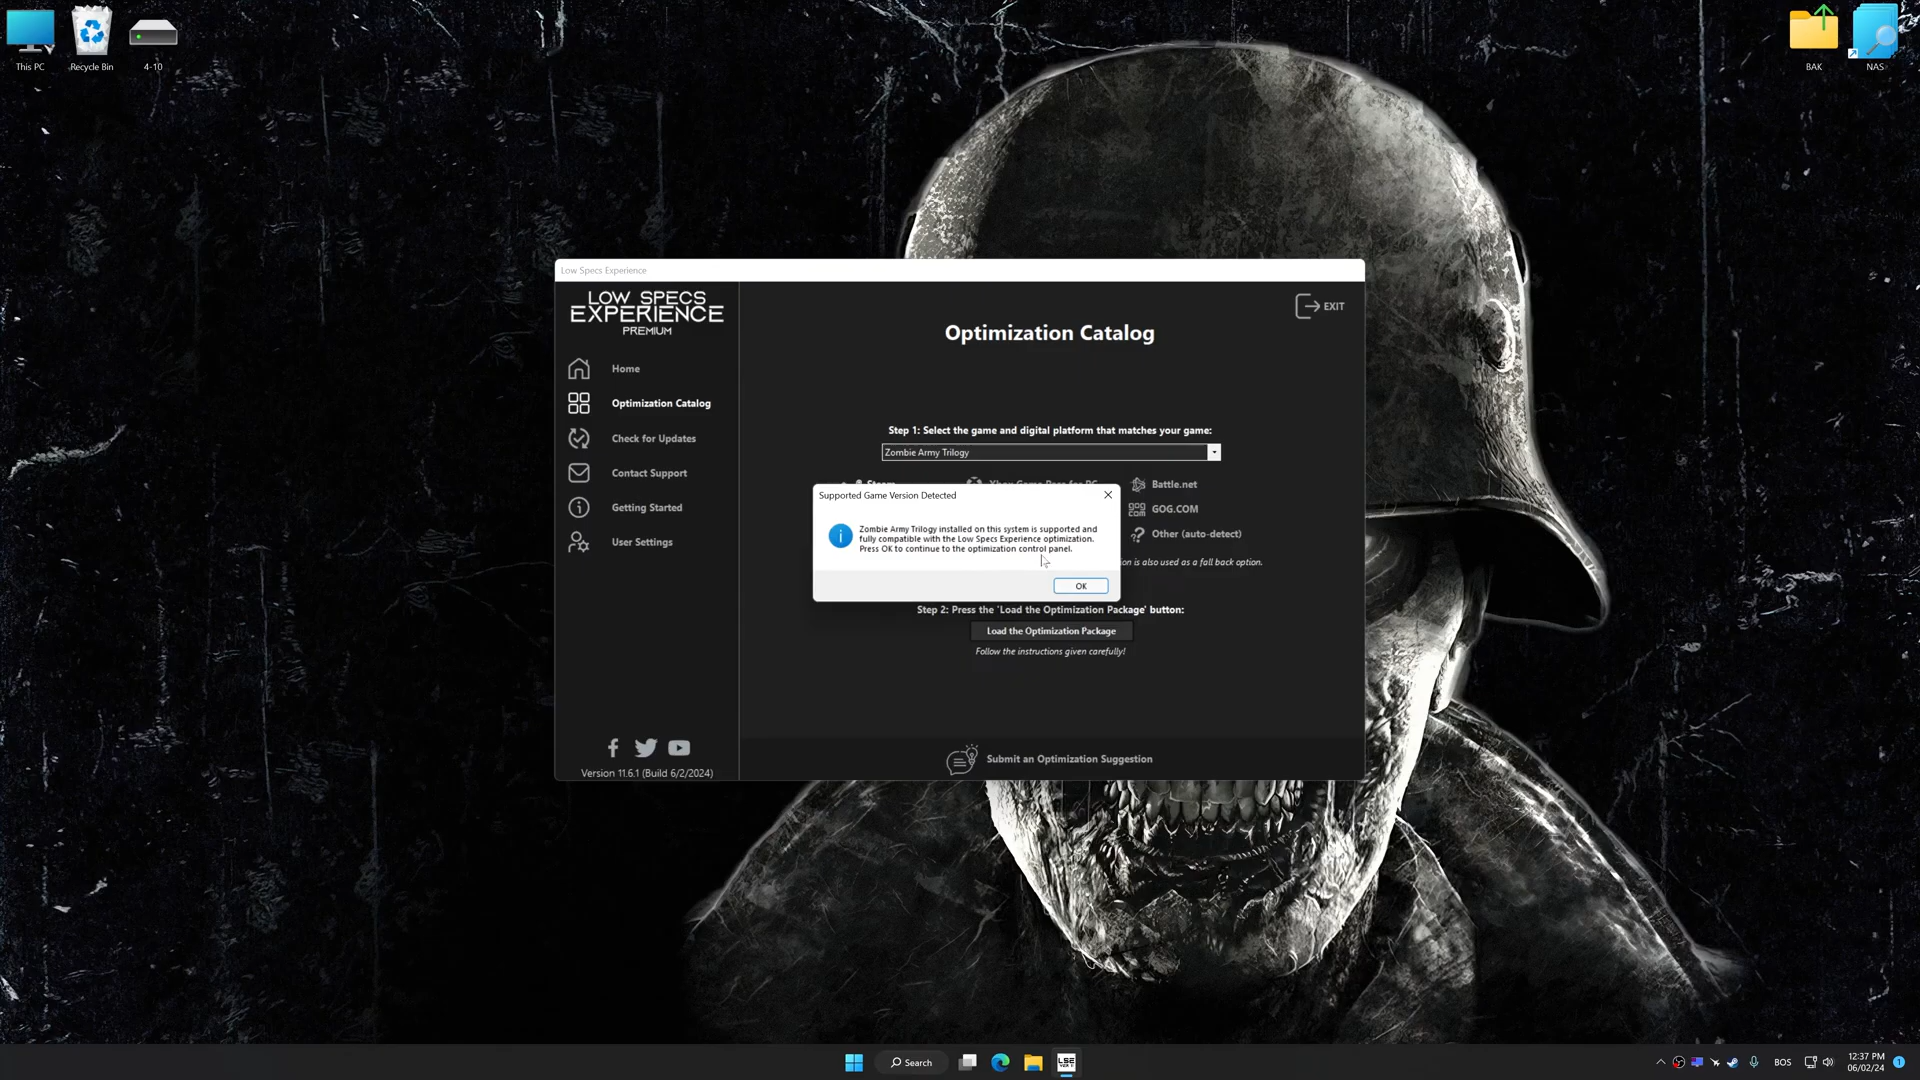 This PC
Recycle Bin
4-10
BAK
NAS
Low Specs Experience
LOW SPECS
EXPERIENCE
PREMIUM
Home
Optimization Catalog
Check for Updates
Contact Support
Getting Started
User Settings
Version 11.6.1 (Build 6/2/2024)
EXIT
Optimization Catalog
Step 1: Select the game and digital platform that matches your game:
Zombie Army Trilogy
Battle.net
GOG.COM
Other (auto-detect)
on is also used as a fall back option.
Supported Game Version Detected
Zombie Army Trilogy installed on this system is supported and
fully compatible with the Low Specs Experience optimization.
Press OK to continue to the optimization control panel.
OK
Step 2: Press the 'Load the Optimization Package' button:
Load the Optimization Package
Follow the instructions given carefully!
Submit an Optimization Suggestion
Search
LSE
BOS
12:37 PM
06/02/24
1